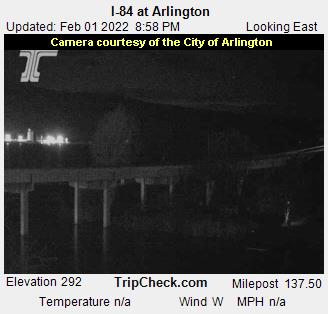 I-84 at Arlington
Updated: Feb 01 2022 8:58 PM Looking East
Camera courtesy of the City of Arlington
Elevation 292 TripCheck.com Milepost 137.50
Temperature n/a Wind W MPH n/a